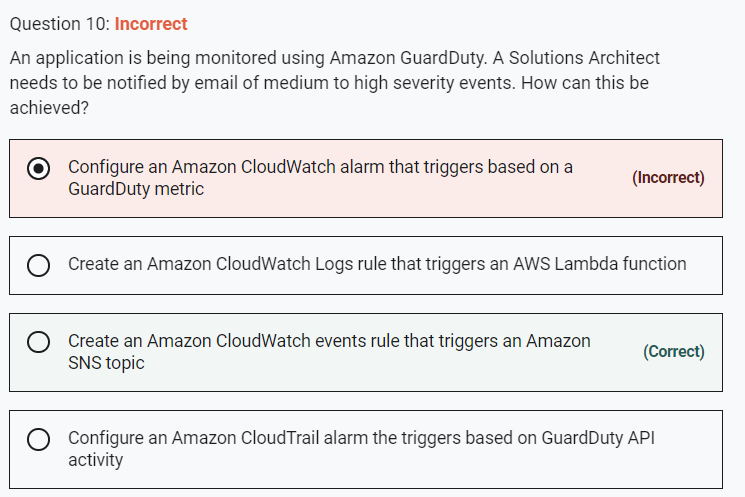 Question 10: Incorrect
An application is being monitored using Amazon GuardDuty. A Solutions Architect
needs to be notified by email of medium to high severity events. How can this be
achieved?
Configure an Amazon CloudWatch alarm that triggers based on a
GuardDuty metric
(Incorrect)
Create an Amazon CloudWatch Logs rule that triggers an AWS Lambda function
Create an Amazon CloudWatch events rule that triggers an Amazon
SNS topic
(Correct)
Configure an Amazon CloudTrail alarm the triggers based on GuardDuty API
activity